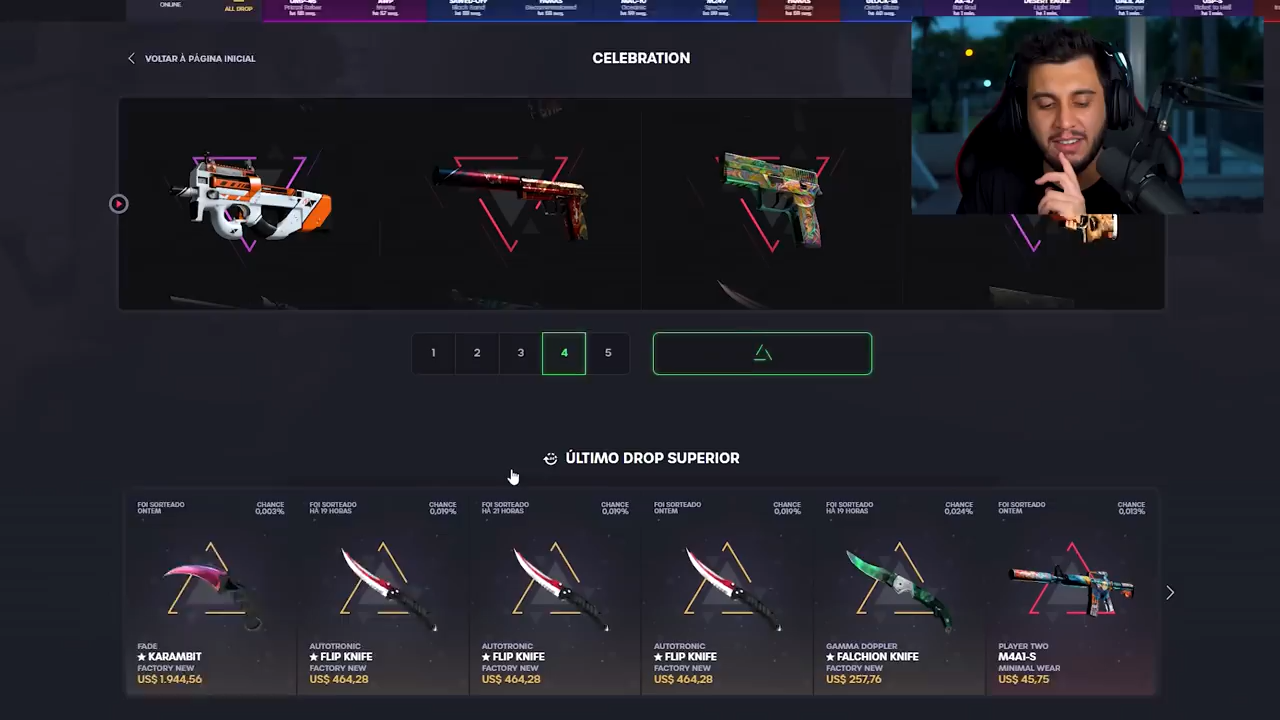 ONLINE
ALL DROP
VOLTAR À PÁGINA INICIAL
CELEBRATION
1
2
3
4
5
ÚLTIMO DROP SUPERIOR
FOI SORTEADO
ONTEM
CHANCE
0,003%
FADE
★ KARAMBIT
FACTORY NEW
US$ 1.944,56
FOI SORTEADO
HÁ 19 HORAS
CHANCE
0,019%
AUTOTRONIC
★ FLIP KNIFE
FACTORY NEW
US$ 464,28
FOI SORTEADO
HÁ 21 HORAS
CHANCE
0,019%
AUTOTRONIC
★ FLIP KNIFE
FACTORY NEW
US$ 464,28
FOI SORTEADO
ONTEM
CHANCE
0,019%
AUTOTRONIC
★ FLIP KNIFE
FACTORY NEW
US$ 464,28
FOI SORTEADO
HÁ 19 HORAS
CHANCE
0,024%
GAMMA DOPPLER
★ FALCHION KNIFE
FACTORY NEW
US$ 257,76
FOI SORTEADO
ONTEM
CHANCE
0,013%
PLAYER TWO
M4A1-S
MINIMAL WEAR
US$ 45,75